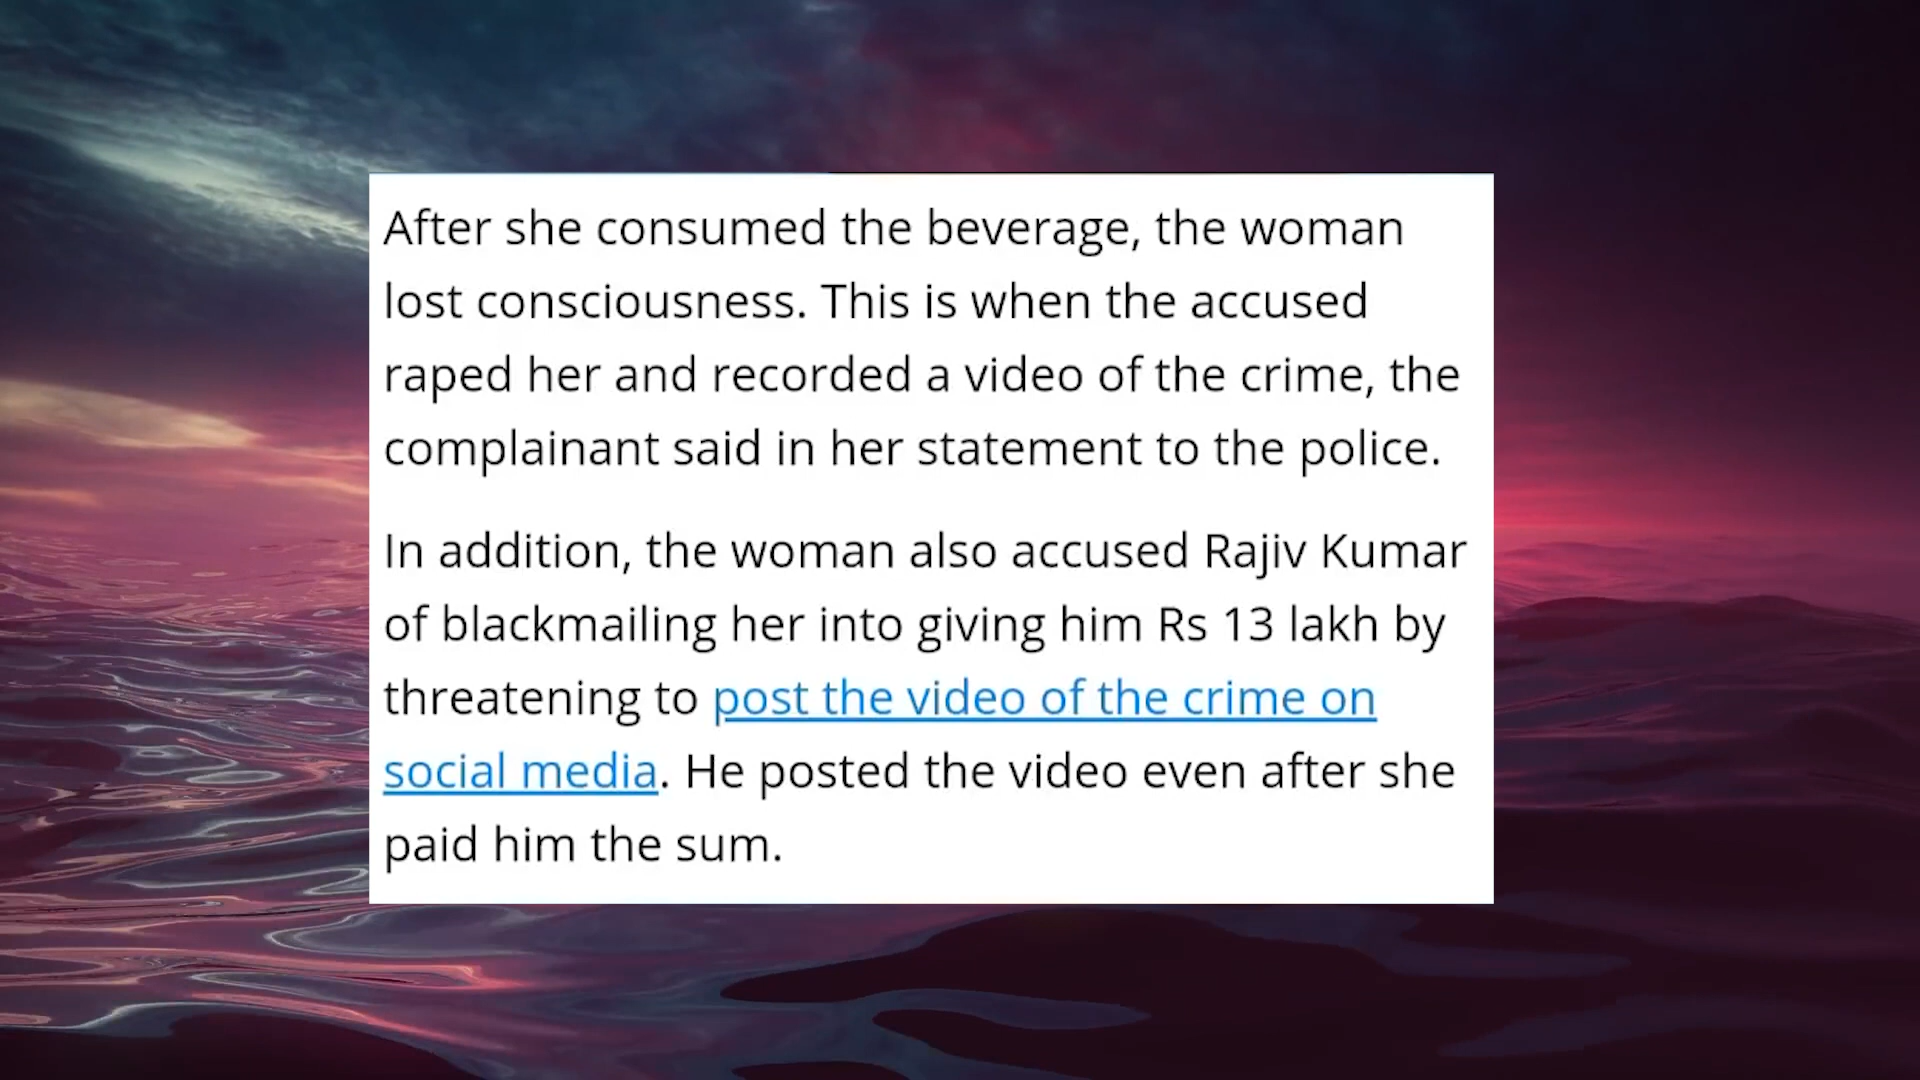 After she consumed the beverage, the woman
lost consciousness. This is when the accused
raped her and recorded a video of the crime, the
complainant said in her statement to the police.
In addition, the woman also accused Rajiv Kumar
of blackmailing her into giving him Rs 13 lakh by
threatening to post the video of the crime on
social media. He posted the video even after she
paid him the sum.